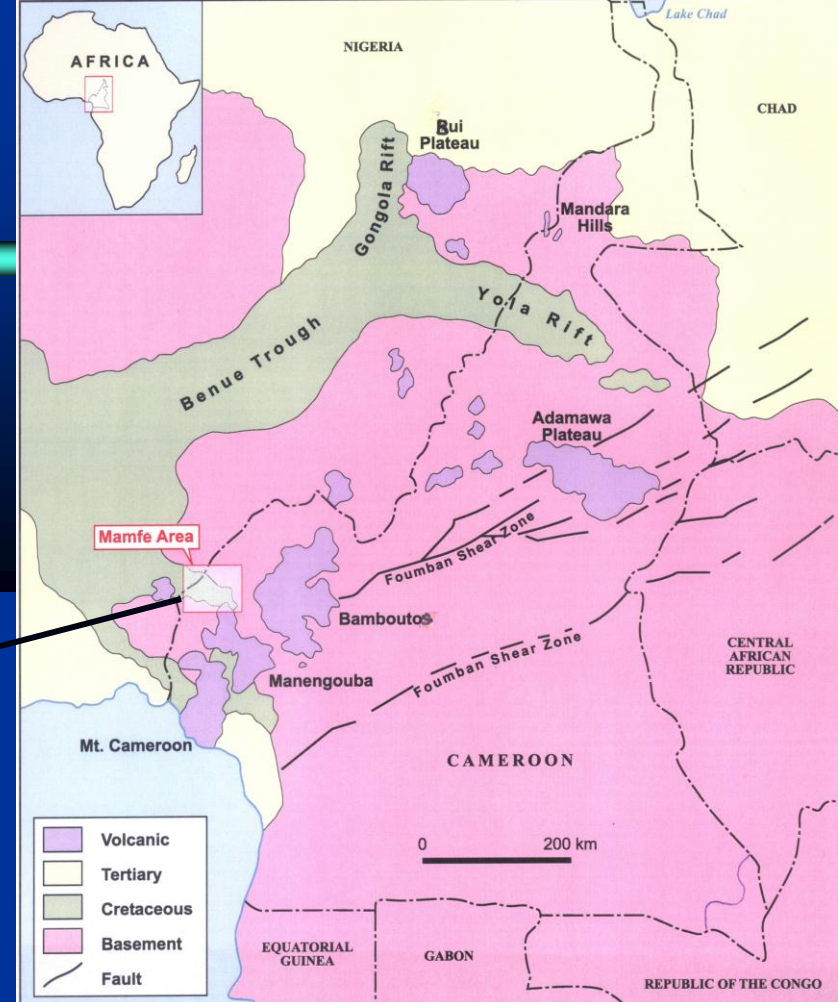 Lake Chad
AFRICA
NIGERIA
CHAD
Bui
Plateau
Gongola Rift
Mandara
Hills
Yola Rift
Benue Trough
Adamawa
Plateau
Mamfe Area
Foumban Shear Zone
Bamboutos
Foumban Shear Zone
CENTRAL
AFRICAN
REPUBLIC
Manengouba
Mt. Cameroon
CAMEROON
0 200 km
Volcanic
Tertiary
Cretaceous
Basement
Fault
EQUATORIAL
GUINEA
GABON
REPUBLIC OF THE CONGO